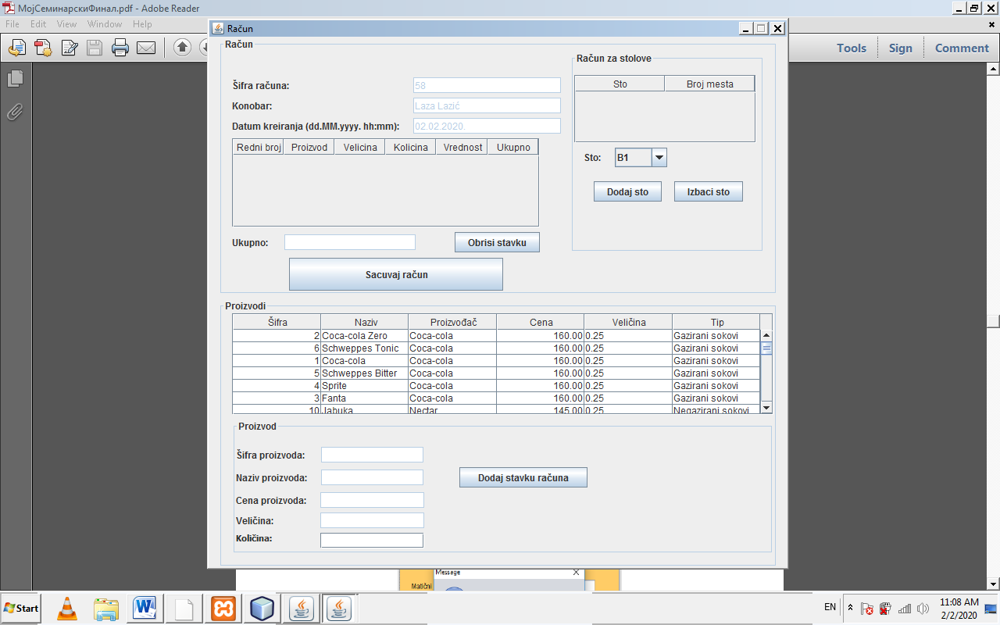 МојСеминарскиФинал.pdf - Adobe Reader
File Edit View Window Help
Tools Sign Comment
Račun
Račun
Šifra računa: 58
Konobar: Laza Lazić
Datum kreiranja (dd.MM.yyyy. hh:mm): 02.02.2020.
Redni broj Proizvod Velicina Kolicina Vrednost Ukupno
Ukupno:
Obrisi stavku
Sacuvaj račun
Račun za stolove
Sto Broj mesta
Sto: B1
Dodaj sto Izbaci sto
Proizvodi
Šifra Naziv Proizvođač Cena Veličina Tip
2 Coca-cola Zero Coca-cola 160.00 0.25 Gazirani sokovi
6 Schweppes Tonic Coca-cola 160.00 0.25 Gazirani sokovi
1 Coca-cola Coca-cola 160.00 0.25 Gazirani sokovi
5 Schweppes Bitter Coca-cola 160.00 0.25 Gazirani sokovi
4 Sprite Coca-cola 160.00 0.25 Gazirani sokovi
3 Fanta Coca-cola 160.00 0.25 Gazirani sokovi
10 Jabuka Nectar 145.00 0.25 Negazirani sokovi
Proizvod
Šifra proizvoda:
Naziv proizvoda:
Dodaj stavku računa
Cena proizvoda:
Veličina:
Količina:
Message
Matični
Start
EN
11:08 AM
2/2/2020